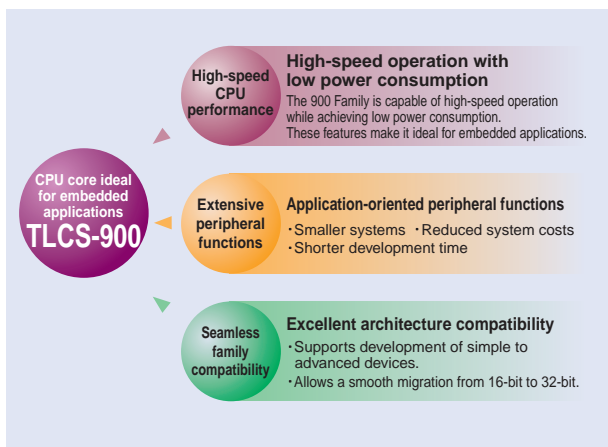 High-speed
CPU
performance
High-speed operation with
low power consumption
The 900 Family is capable of high-speed operation
while achieving low power consumption.
These features make it ideal for embedded applications.
CPU core ideal
for embedded
applications
TLCS-900
Extensive
peripheral
functions
Application-oriented peripheral functions
・Smaller systems ・Reduced system costs
・Shorter development time
Seamless
family
compatibility
Excellent architecture compatibility
・Supports development of simple to
advanced devices.
・Allows a smooth migration from 16-bit to 32-bit.